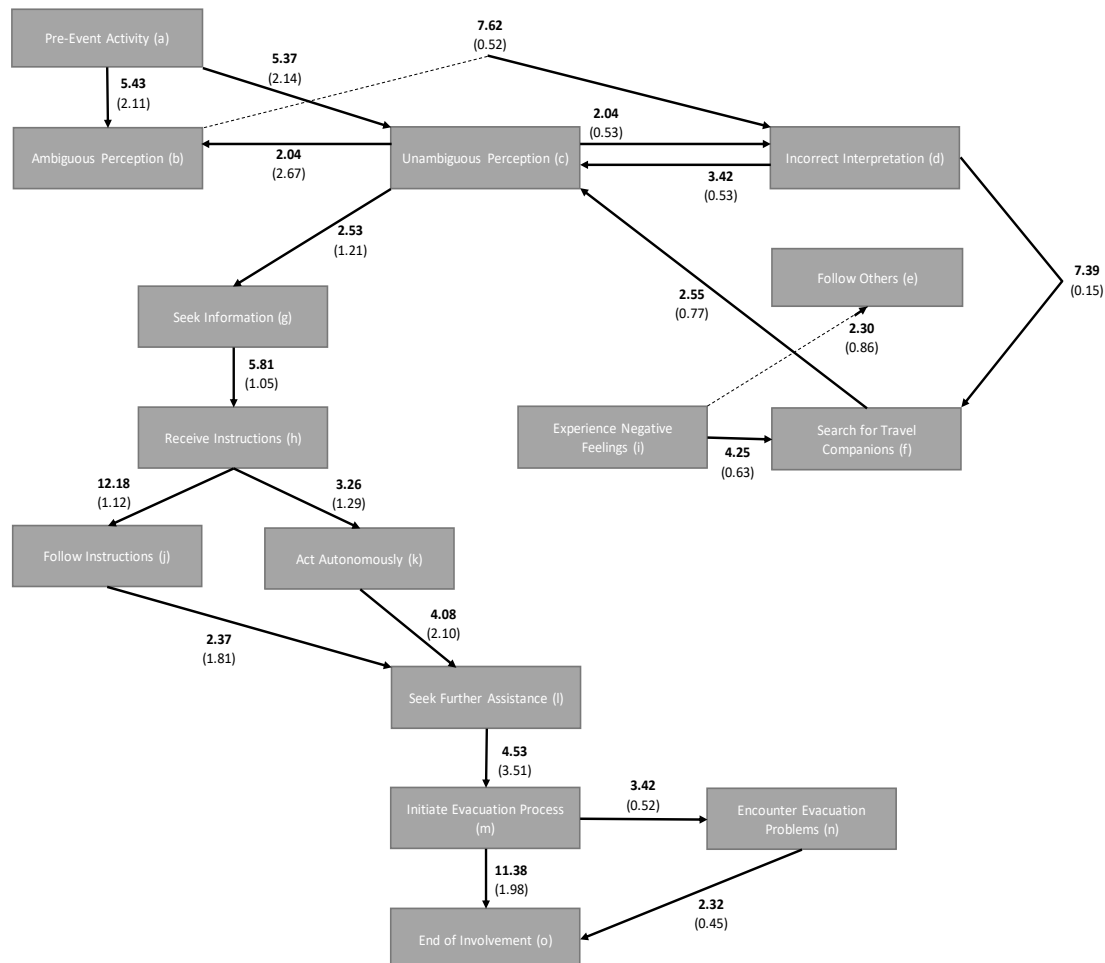 Pre-Event Activity (a)
7.62
(0.52)
5.43
(2.11)
5.37
(2.14)
Ambiguous Perception (b)
2.04
(2.67)
Unambiguous Perception (c)
2.04
(0.53)
3.42
(0.53)
Incorrect Interpretation (d)
2.53
(1.21)
Follow Others (e)
7.39
(0.15)
2.55
(0.77)
2.30
(0.86)
Seek Information (g)
5.81
(1.05)
Receive Instructions (h)
Experience Negative
Feelings (i)
4.25
(0.63)
Search for Travel
Companions (f)
12.18
(1.12)
3.26
(1.29)
Follow Instructions (j)
Act Autonomously (k)
2.37
(1.81)
4.08
(2.10)
Seek Further Assistance (l)
4.53
(3.51)
Initiate Evacuation Process
(m)
3.42
(0.52)
Encounter Evacuation
Problems (n)
11.38
(1.98)
2.32
(0.45)
End of Involvement (o)